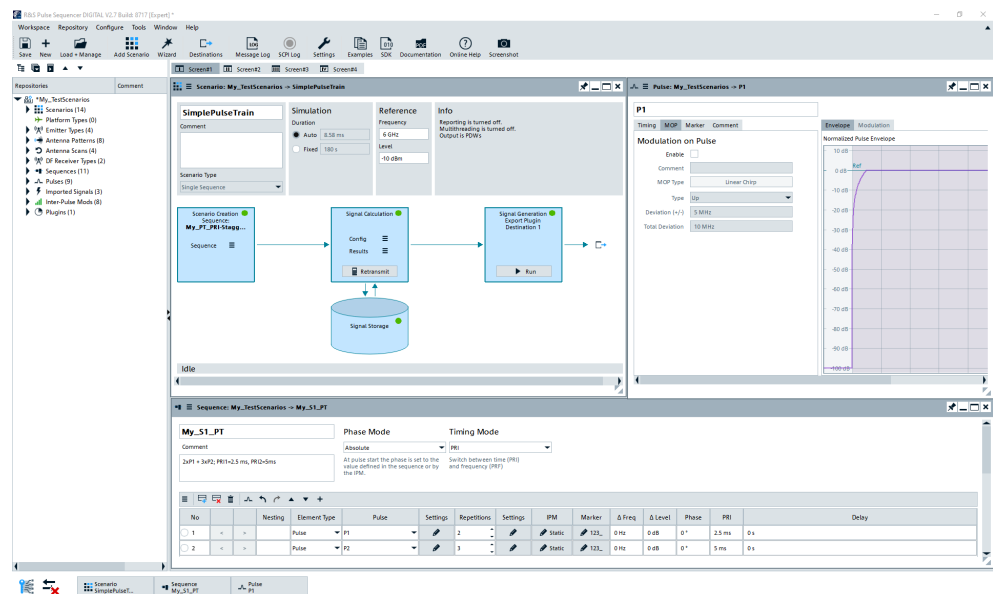 R&S Pulse Sequencer DIGITAL V2.7 Build: 8717 [Expert] *
Workspace Repository Configure Tools Window Help
Save New Load + Manage Add Scenario Wizard Destinations Message Log SCPI Log Settings Examples SDK Documentation Online Help Screenshot
Screen#1 Screen#2 Screen#3 Screen#4
Repositories Comment
*My_TestScenarios
Scenarios (14)
Platform Types (0)
Emitter Types (4)
Antenna Patterns (8)
Antenna Scans (4)
DF Receiver Types (2)
Sequences (11)
Pulses (9)
Imported Signals (3)
Inter-Pulse Mods (8)
Plugins (1)
Scenario: My_TestScenarios -> SimplePulseTrain
SimplePulseTrain
Comment
Scenario Type
Single Sequence
Simulation
Duration
Auto 8.58 ms
Fixed 180 s
Reference
Frequency
6 GHz
Level
-10 dBm
Info
Reporting is turned off.
Multithreading is turned off.
Output is PDWs
Scenario Creation
Sequence:
My_PT_PRI-Stagg...
Sequence
Signal Calculation
Config
Results
Retransmit
Signal Generation
Export Plugin
Destination 1
Run
Signal Storage
Idle
Pulse: My_TestScenarios -> P1
P1
Timing MOP Marker Comment
Modulation on Pulse
Enable
Comment
MOP Type Linear Chirp
Type Up
Deviation (+/-) 5 MHz
Total Deviation 10 MHz
Envelope Modulation
Normalized Pulse Envelope
10 dB
0 dB
Ref
-10 dB
-20 dB
-30 dB
-40 dB
-50 dB
-60 dB
-70 dB
-80 dB
-90 dB
-100 dB
Sequence: My_TestScenarios -> My_S1_PT
My_S1_PT
Comment
2xP1 + 3xP2; PRI1=2.5 ms, PRI2=5ms
Phase Mode
Absolute
At pulse start the phase is set to the
value defined in the sequence or by
the IPM.
Timing Mode
PRI
Switch between time (PRI)
and frequency (PRF)
No < > Nesting Element Type Pulse Settings Repetitions Settings IPM Marker Δ Freq Δ Level Phase PRI Delay
1 < > Pulse P1 2 Static 123_ 0 Hz 0 dB 0 ° 2.5 ms 0 s
2 < > Pulse P2 3 Static 123_ 0 Hz 0 dB 0 ° 5 ms 0 s
Scenario
SimplePulseT...
Sequence
My_S1_PT
Pulse
P1